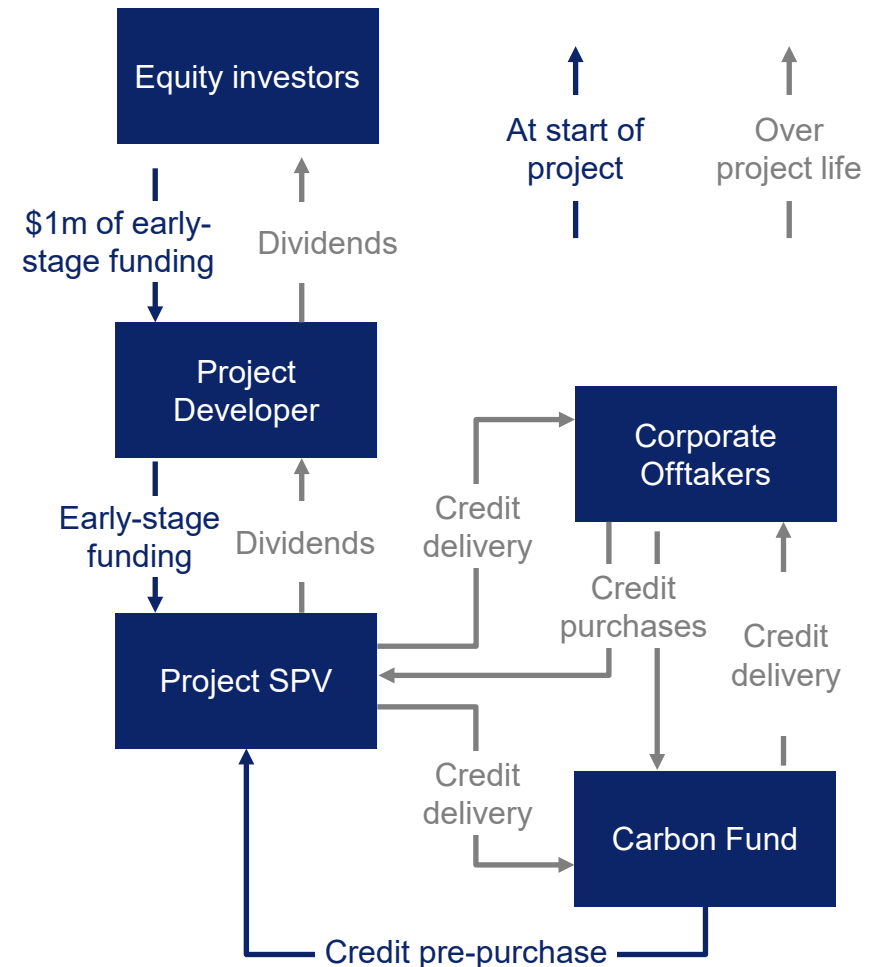 Equity investors
At start of
project
Over
project life
$1m of early-
stage funding
Dividends
Project
Developer
Corporate
Offtakers
Early-stage
funding
Dividends
Credit
delivery
Credit
purchases
Credit
delivery
Project SPV
Credit
delivery
Carbon Fund
Credit pre-purchase